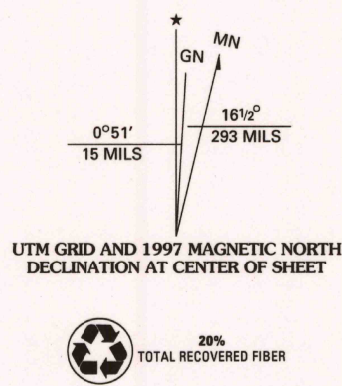 ★
GN
MN
0°51'
15 MILS
16½°
293 MILS
UTM GRID AND 1997 MAGNETIC NORTH
DECLINATION AT CENTER OF SHEET
20%
TOTAL RECOVERED FIBER